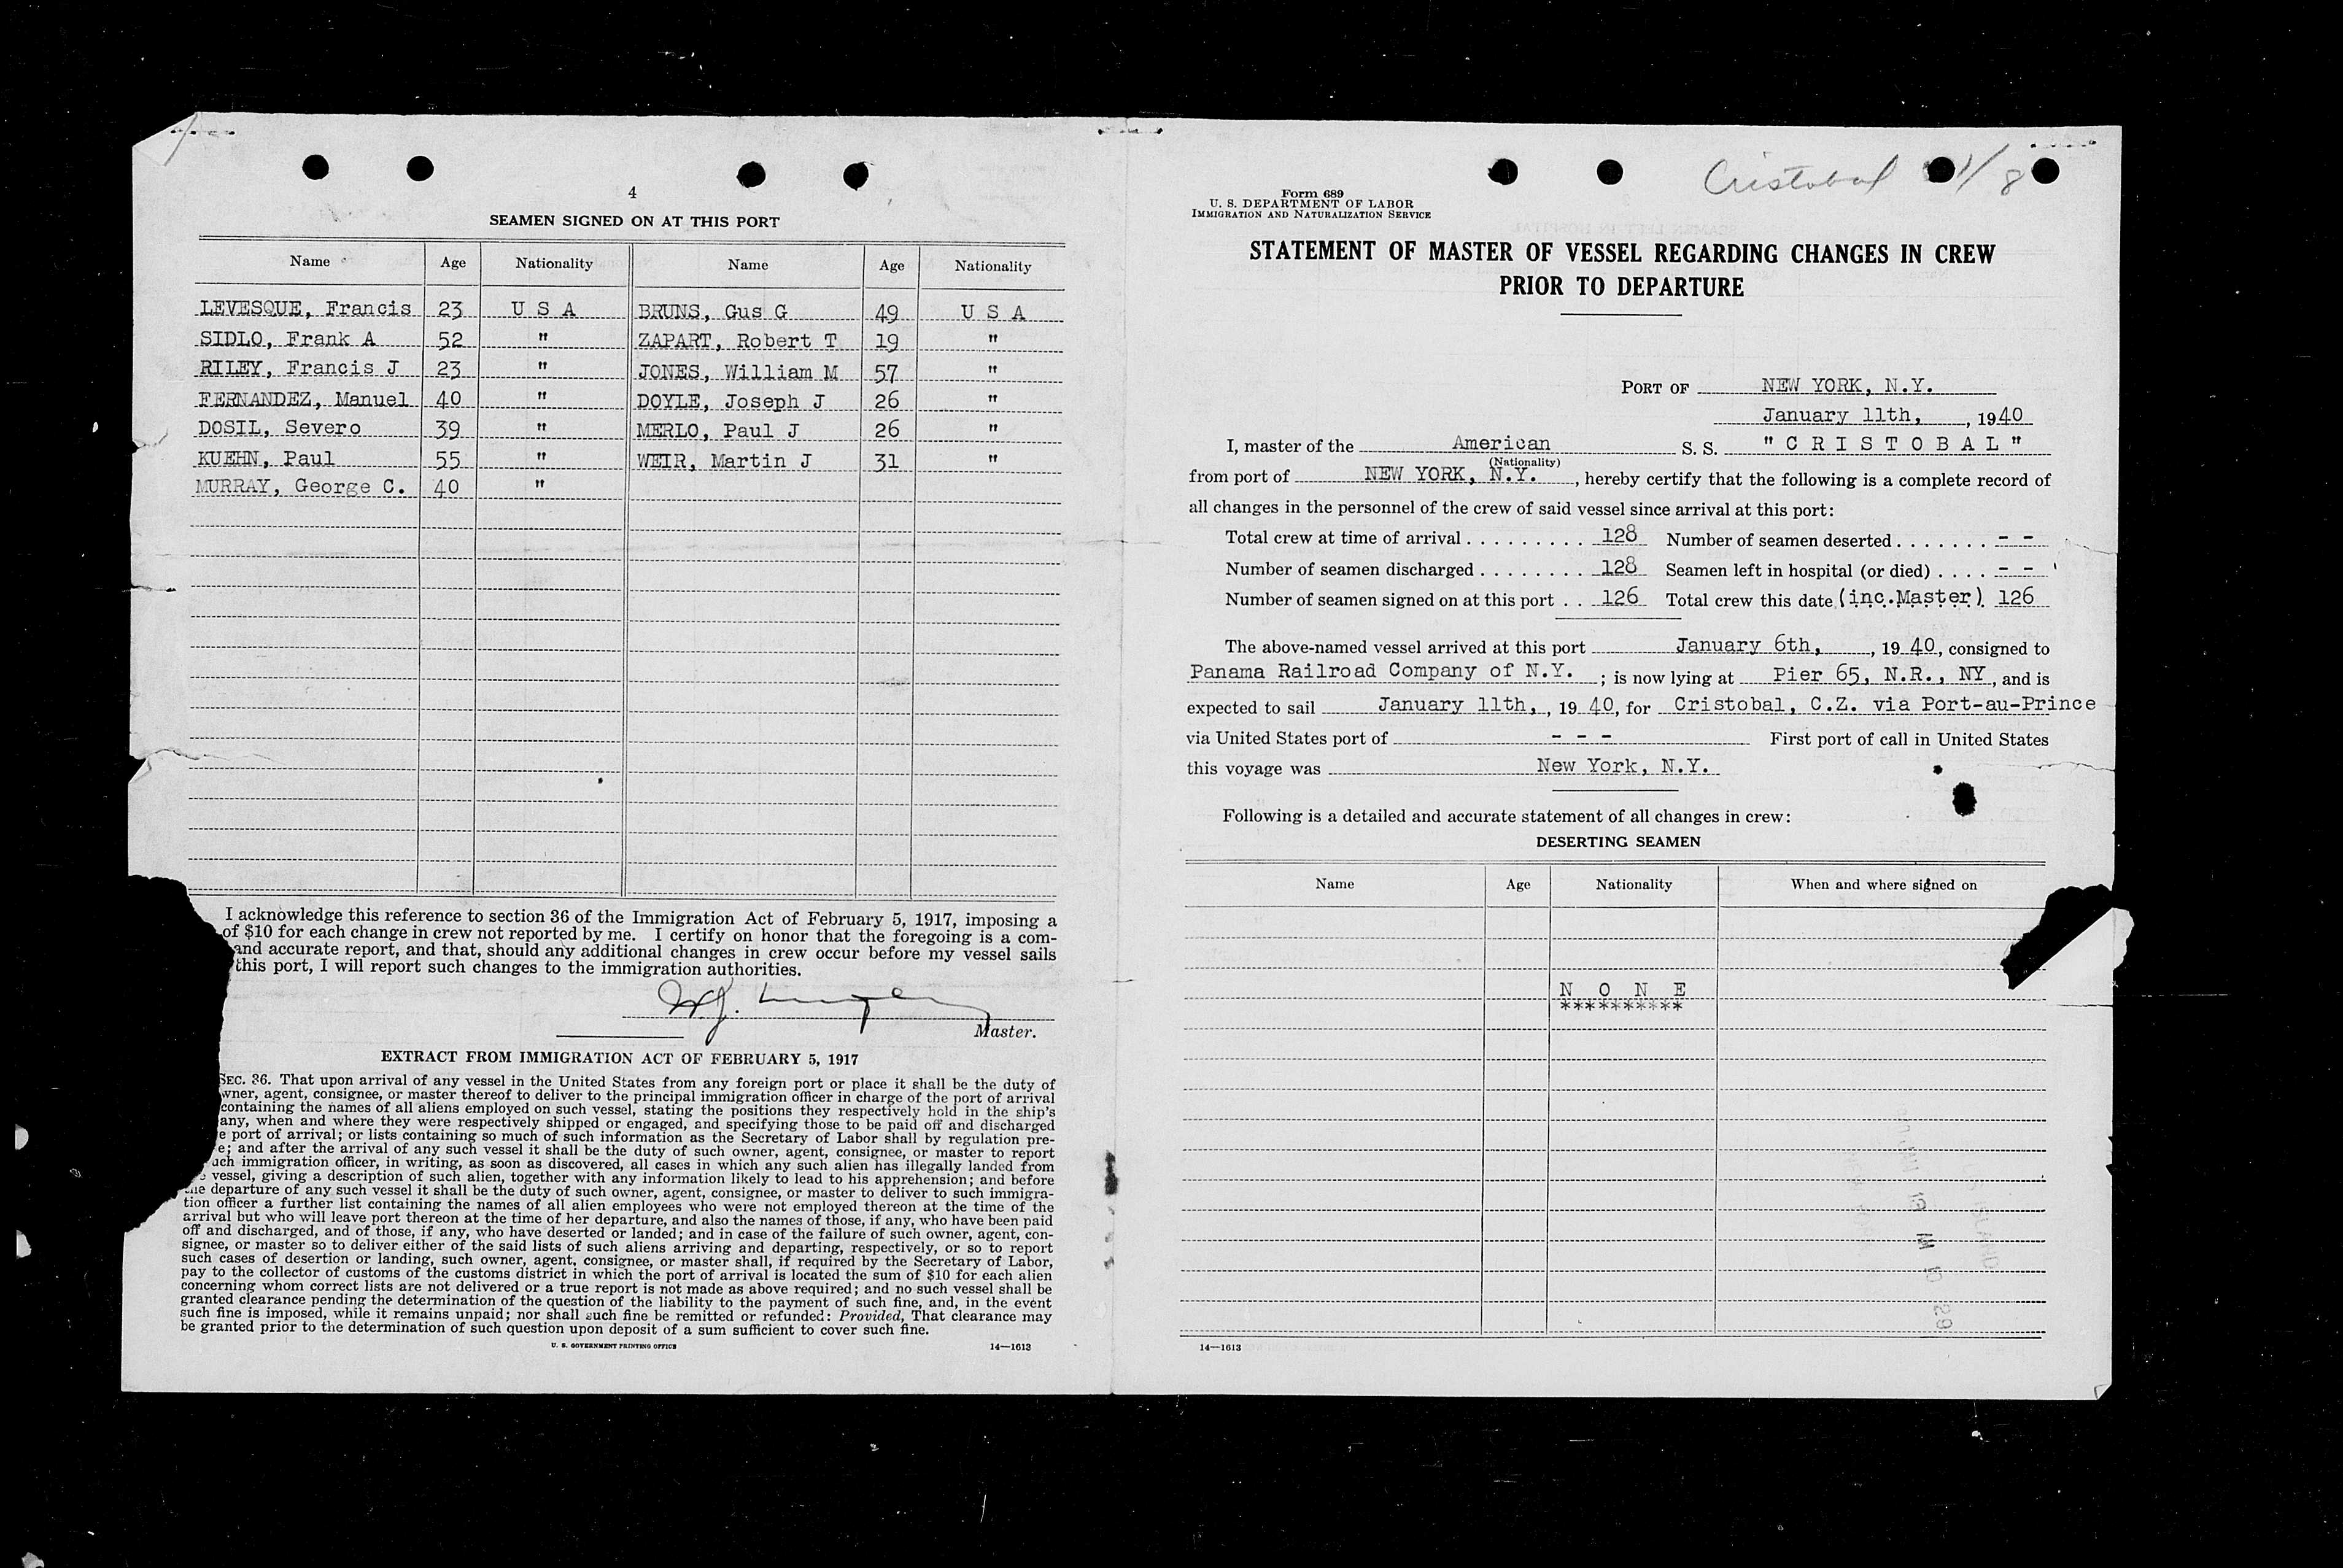 4
SEAMEN SIGNED ON AT THIS PORT
Name Age Nationality Name Age Nationality
LEVESQUE, Francis 23 U S A BRUNS, Gus G 49 U S A
SIDLO, Frank A 52 " ZAPART, Robert T 19 "
RILEY, Francis J 23 " JONES, William M 57 "
FERNANDEZ, Manuel 40 " DOYLE, Joseph J 26 "
DOSIL, Severo 39 " MERLO, Paul J 26 "
KUEHN, Paul 55 " WEIR, Martin J 31 "
MURRAY, George C. 40 "
I acknowledge this reference to section 36 of the Immigration Act of February 5, 1917, imposing a
of $10 for each change in crew not reported by me. I certify on honor that the foregoing is a com-
and accurate report, and that, should any additional changes in crew occur before my vessel sails
this port, I will report such changes to the immigration authorities.
Master.
EXTRACT FROM IMMIGRATION ACT OF FEBRUARY 5, 1917
SEC. 36. That upon arrival of any vessel in the United States from any foreign port or place it shall be the duty of
wner, agent, consignee, or master thereof to deliver to the principal immigration officer in charge of the port of arrival
containing the names of all aliens employed on such vessel, stating the positions they respectively hold in the ship's
any, when and where they were respectively shipped or engaged, and specifying those to be paid off and discharged
e port of arrival; or lists containing so much of such information as the Secretary of Labor shall by regulation pre-
e; and after the arrival of any such vessel it shall be the duty of such owner, agent, consignee, or master to report
uch immigration officer, in writing, as soon as discovered, all cases in which any such alien has illegally landed from
e vessel, giving a description of such alien, together with any information likely to lead to his apprehension; and before
the departure of any such vessel it shall be the duty of such owner, agent, consignee, or master to deliver to such immigra-
tion officer a further list containing the names of all alien employees who were not employed thereon at the time of the
arrival but who will leave port thereon at the time of her departure, and also the names of those, if any, who have been paid
off and discharged, and of those, if any, who have deserted or landed; and in case of the failure of such owner, agent, con-
signee, or master so to deliver either of the said lists of such aliens arriving and departing, respectively, or so to report
such cases of desertion or landing, such owner, agent, consignee, or master shall, if required by the Secretary of Labor,
pay to the collector of customs of the customs district in which the port of arrival is located the sum of $10 for each alien
concerning whom correct lists are not delivered or a true report is not made as above required; and no such vessel shall be
granted clearance pending the determination of the question of the liability to the payment of such fine, and, in the event
such fine is imposed, while it remains unpaid; nor shall such fine be remitted or refunded: Provided, That clearance may
be granted prior to the determination of such question upon deposit of a sum sufficient to cover such fine.
U. S. GOVERNMENT PRINTING OFFICE 14—1613
Cristobal 1/8
Form 689
U. S. DEPARTMENT OF LABOR
IMMIGRATION AND NATURALIZATION SERVICE
STATEMENT OF MASTER OF VESSEL REGARDING CHANGES IN CREW
PRIOR TO DEPARTURE
PORT OF NEW YORK, N.Y.
January 11th, , 1940
I, master of the American S. S. "C R I S T O B A L"
(Nationality)
from port of NEW YORK, N.Y. , hereby certify that the following is a complete record of
all changes in the personnel of the crew of said vessel since arrival at this port:
Total crew at time of arrival . . . . . . . . . . 128 Number of seamen deserted . . . . . . . - -
Number of seamen discharged . . . . . . . . 128 Seamen left in hospital (or died) . . . . - -
Number of seamen signed on at this port . . 126 Total crew this date (inc.Master) 126
The above-named vessel arrived at this port January 6th, , 19 40, consigned to
Panama Railroad Company of N.Y. ; is now lying at Pier 65, N.R., NY , and is
expected to sail January 11th, , 19 40, for Cristobal, C.Z. via Port-au-Prince
via United States port of - - - First port of call in United States
this voyage was New York, N.Y.
Following is a detailed and accurate statement of all changes in crew:
DESERTING SEAMEN
Name Age Nationality When and where signed on
N O N E
**********
14—1613